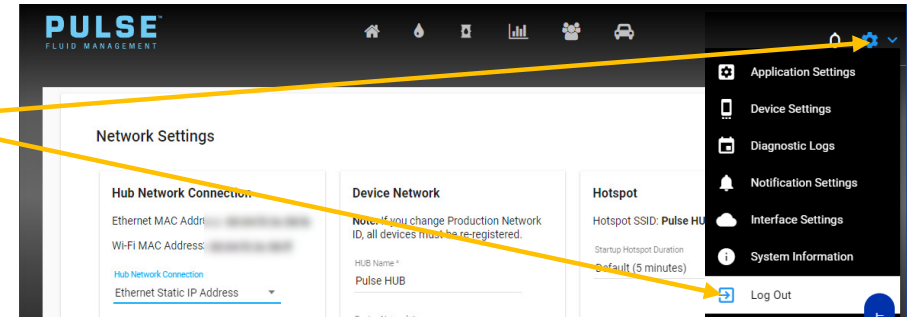 PULSE™
FLUID MANAGEMENT
Application Settings
Device Settings
Diagnostic Logs
Notification Settings
Interface Settings
System Information
Log Out
Network Settings
Hub Network Connection
Ethernet MAC
Wi-Fi MAC Address:
Hub Network Connection
Ethernet Static IP Address
Device Network
Note: If you change Production Network
ID, all devices must be re-registered.
HUB Name *
Pulse HUB
Hotspot
Hotspot SSID: Pulse HU
Startup Hotspot Duration
Default (5 minutes)